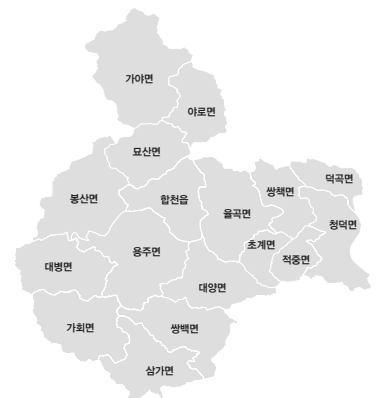 가야면
야로면
묘산면
봉산면
합천읍
율곡면
쌍책면
덕곡면
청덕면
초계면
적중면
용주면
대병면
대양면
가회면
쌍백면
삼가면